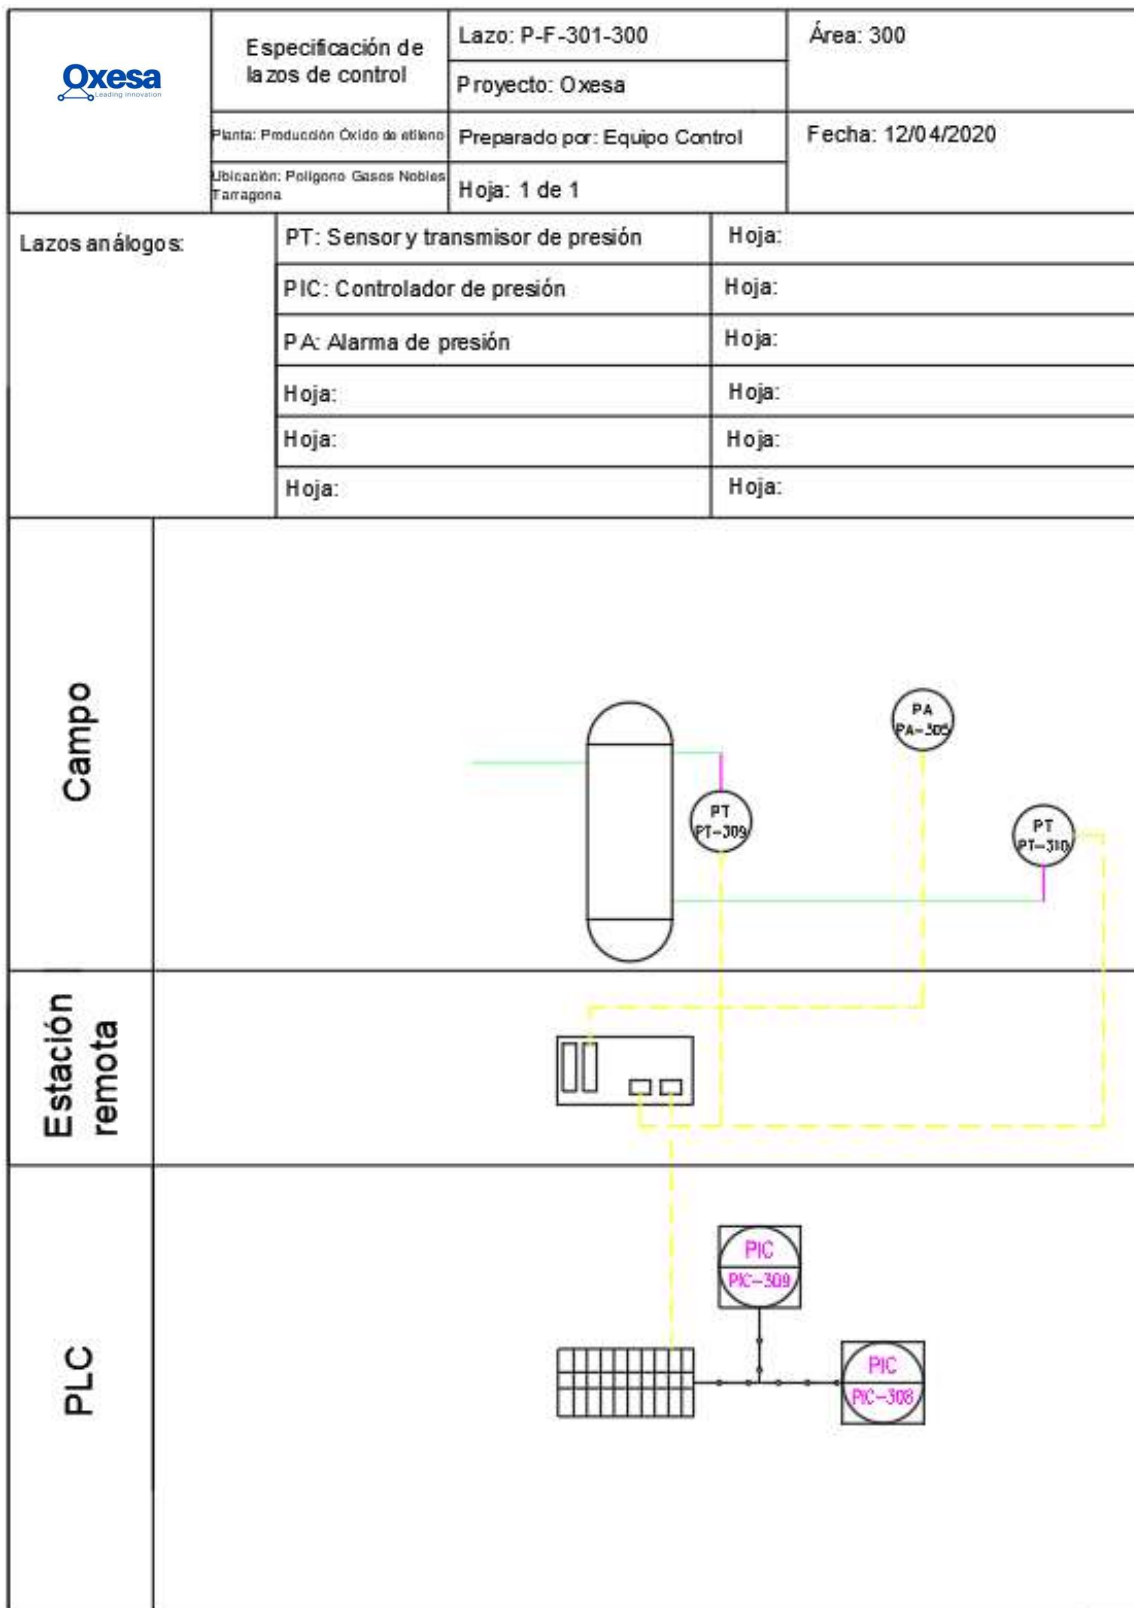 Oxesa
Leading innovation
Especificación de
lazos de control
Lazo: P-F-301-300
Área: 300
Proyecto: Oxesa
Planta: Producción Óxido de etileno
Preparado por: Equipo Control
Fecha: 12/04/2020
Ubicación: Polígono Gases Nobles
Tarragona
Hoja: 1 de 1
Lazos análogos:
PT: Sensor y transmisor de presión
Hoja:
PIC: Controlador de presión
Hoja:
PA: Alarma de presión
Hoja:
Hoja:
Hoja:
Hoja:
Hoja:
Hoja:
Hoja:
Campo
PA
PA-305
PT
PT-309
PT
PT-310
Estación
remota
PLC
PIC
PIC-309
PIC
PIC-308